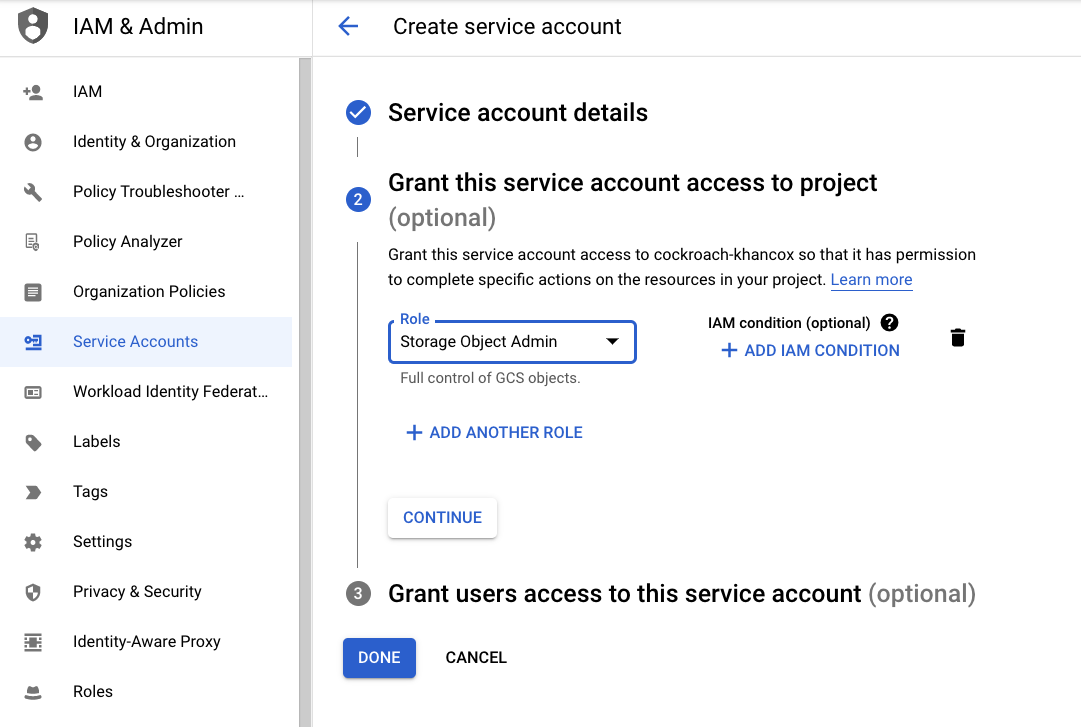 IAM & Admin
IAM
Identity & Organization
Policy Troubleshooter ...
Policy Analyzer
Organization Policies
Service Accounts
Workload Identity Federat...
Labels
Tags
Settings
Privacy & Security
Identity-Aware Proxy
Roles
Create service account
Service account details
2
Grant this service account access to project
(optional)
Grant this service account access to cockroach-khancox so that it has permission
to complete specific actions on the resources in your project. Learn more
Role
Storage Object Admin
Full control of GCS objects.
IAM condition (optional) ?
+ ADD IAM CONDITION
+ ADD ANOTHER ROLE
CONTINUE
3 Grant users access to this service account (optional)
DONE CANCEL